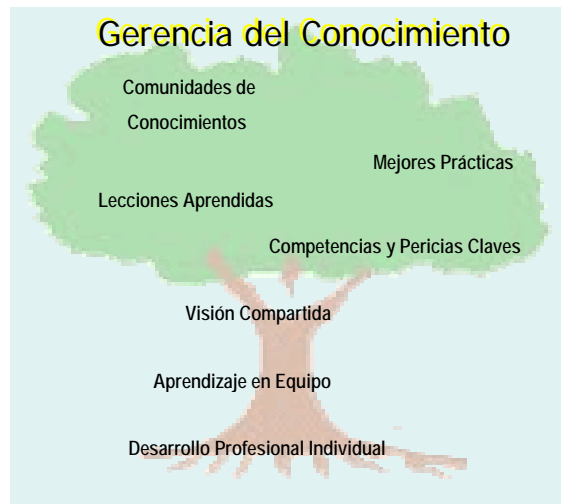 Gerencia del Conocimiento
Comunidades de
Conocimientos
Mejores Prácticas
Lecciones Aprendidas
Competencias y Pericias Claves
Visión Compartida
Aprendizaje en Equipo
Desarrollo Profesional Individual